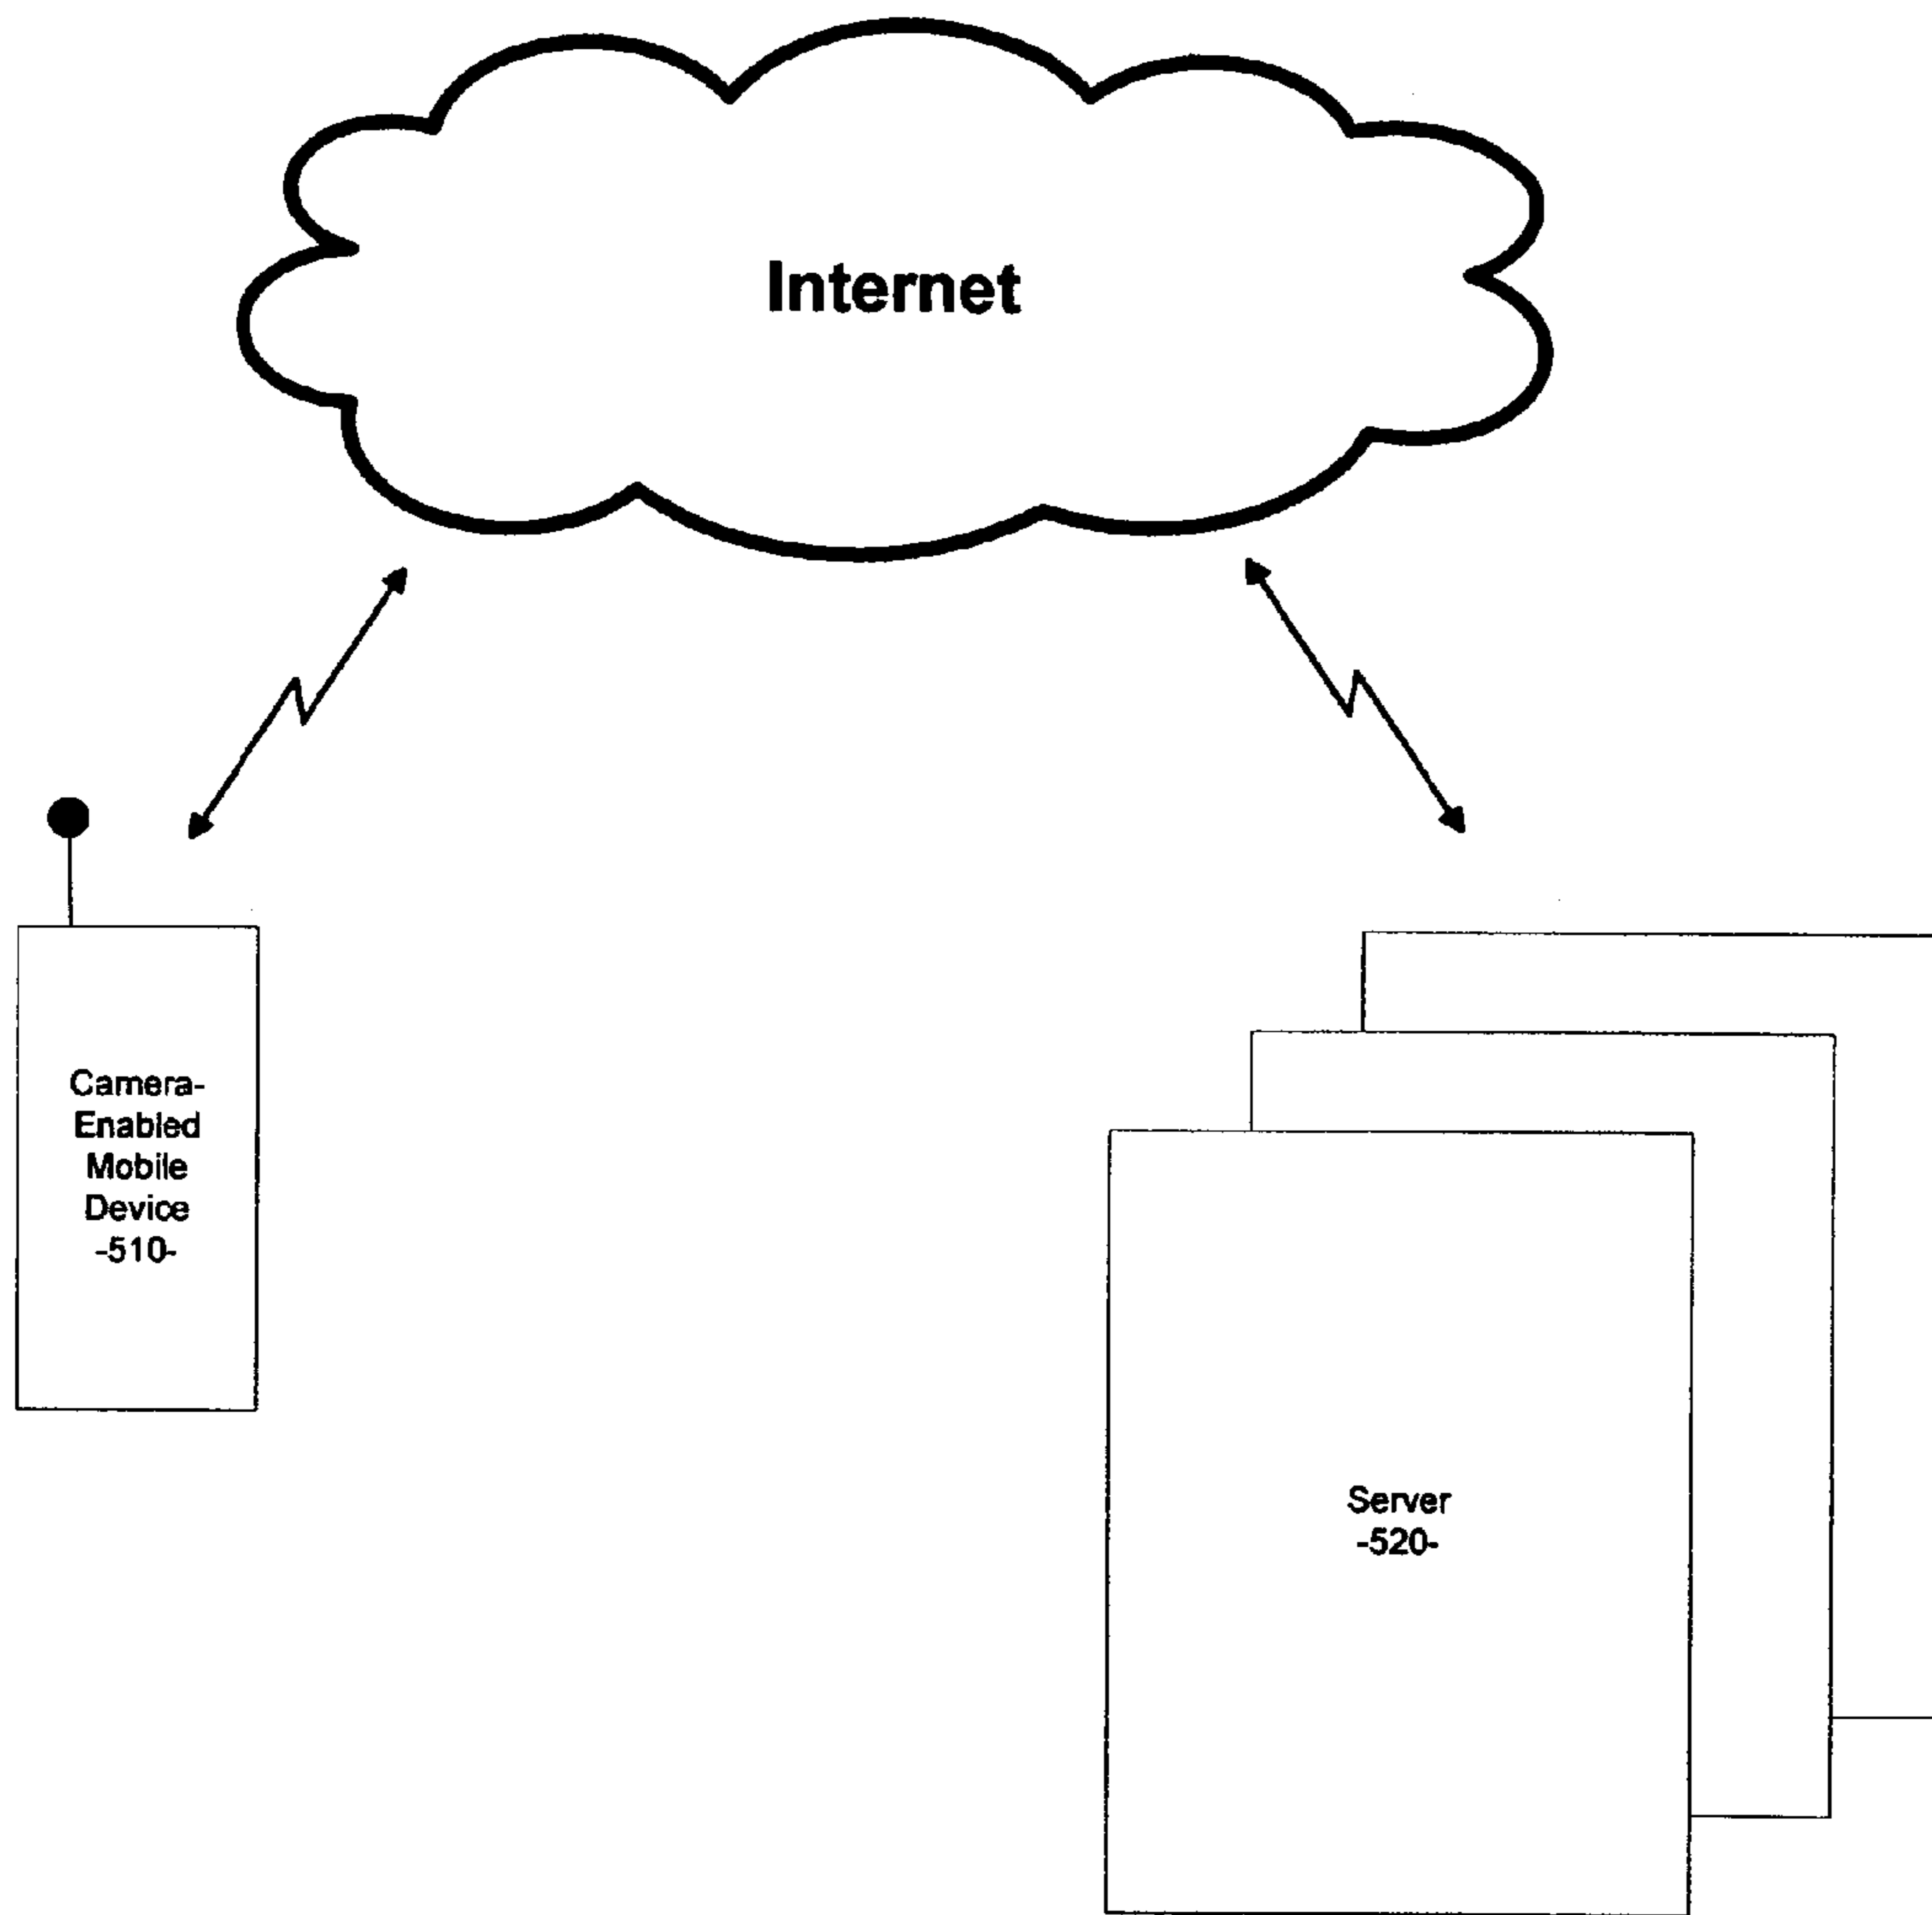 Internet
Camera-
Enabled
Mobile
Device
-510-
Server
-520-